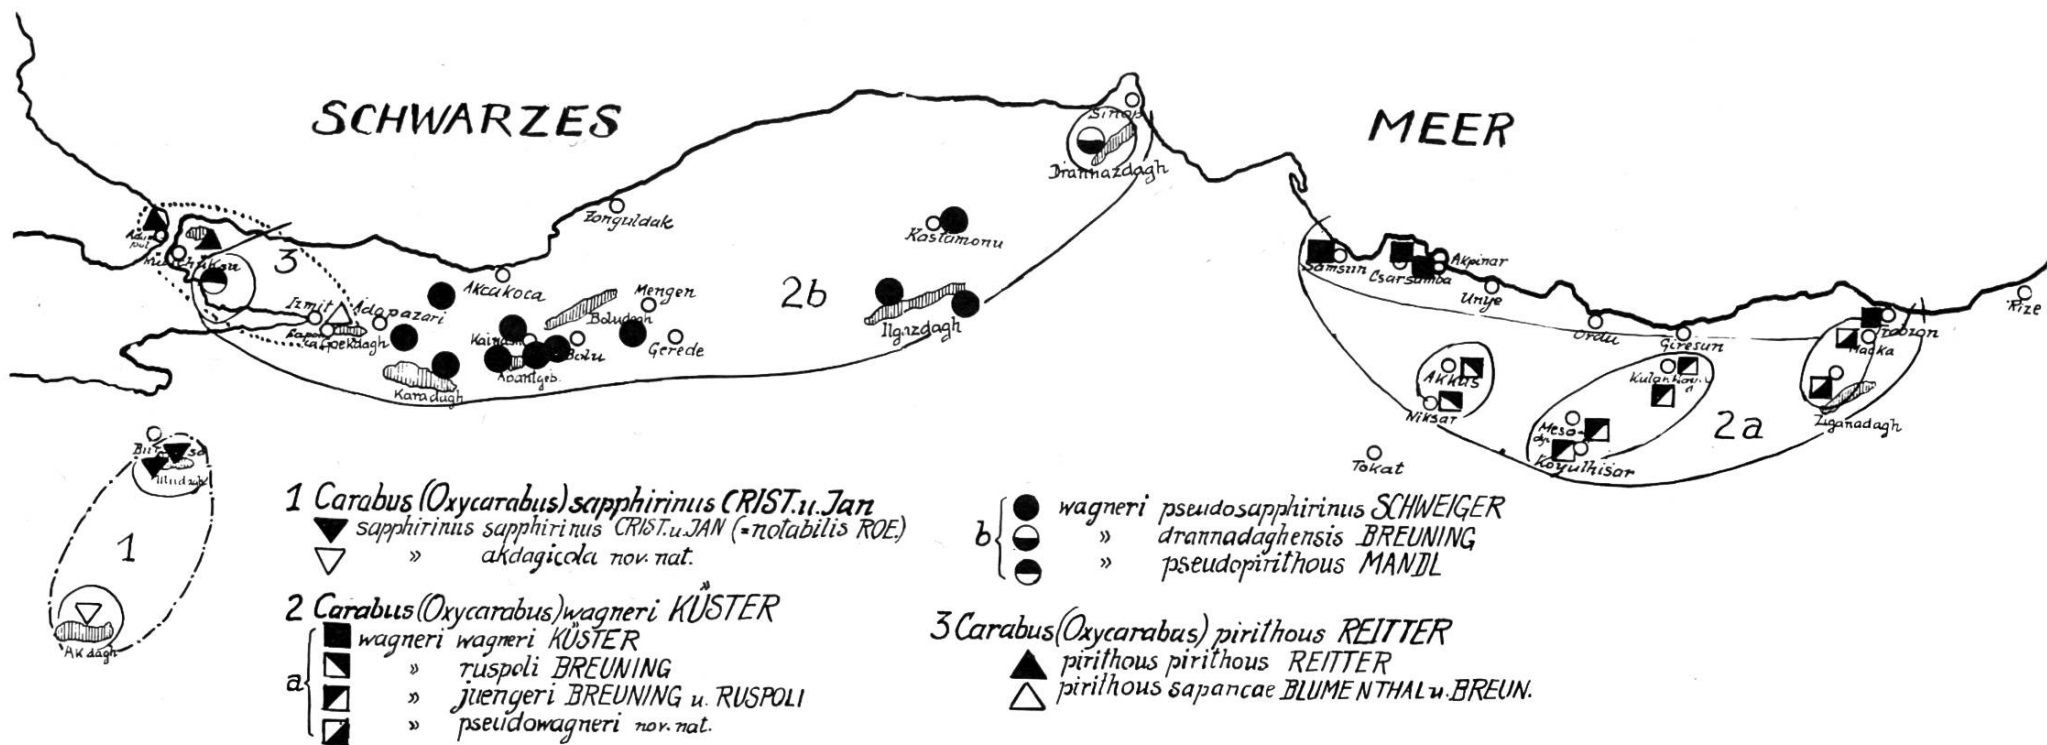 SCHWARZES MEER
Sinop
Drannazdagh
Zonguldak
Kastamonu
Samsun
Csarsamba
Akpinar
Unye
Ordu
Giresun
Trabzon
Rize
3
2b
Izmit
Adapazari
Akcakoca
Mengen
Boludagh
Ilgazdagh
Goekdagh
Bolu
Gerede
Abantgeb.
Karadagh
Akkus
Macka
Niksar
2a
Ziganadagh
Koyulhisar
Tokat
1
Akdagh
1 Carabus (Oxycarabus) sapphirinus CRIST. u. Jan
sapphirinus sapphirinus CRIST. u. JAN (=notabilis ROE.)
» akdagicola nov. nat.
2 Carabus (Oxycarabus) wagneri KÜSTER
a
wagneri wagneri KÜSTER
» ruspoli BREUNING
» juengeri BREUNING u. RUSPOLI
» pseudowagneri nov. nat.
b
wagneri pseudosapphirinus SCHWEIGER
» drannadaghensis BREUNING
» pseudopirithous MANDL
3 Carabus (Oxycarabus) pirithous REITTER
pirithous pirithous REITTER
pirithous sapancae BLUMENTHAL u. BREUN.